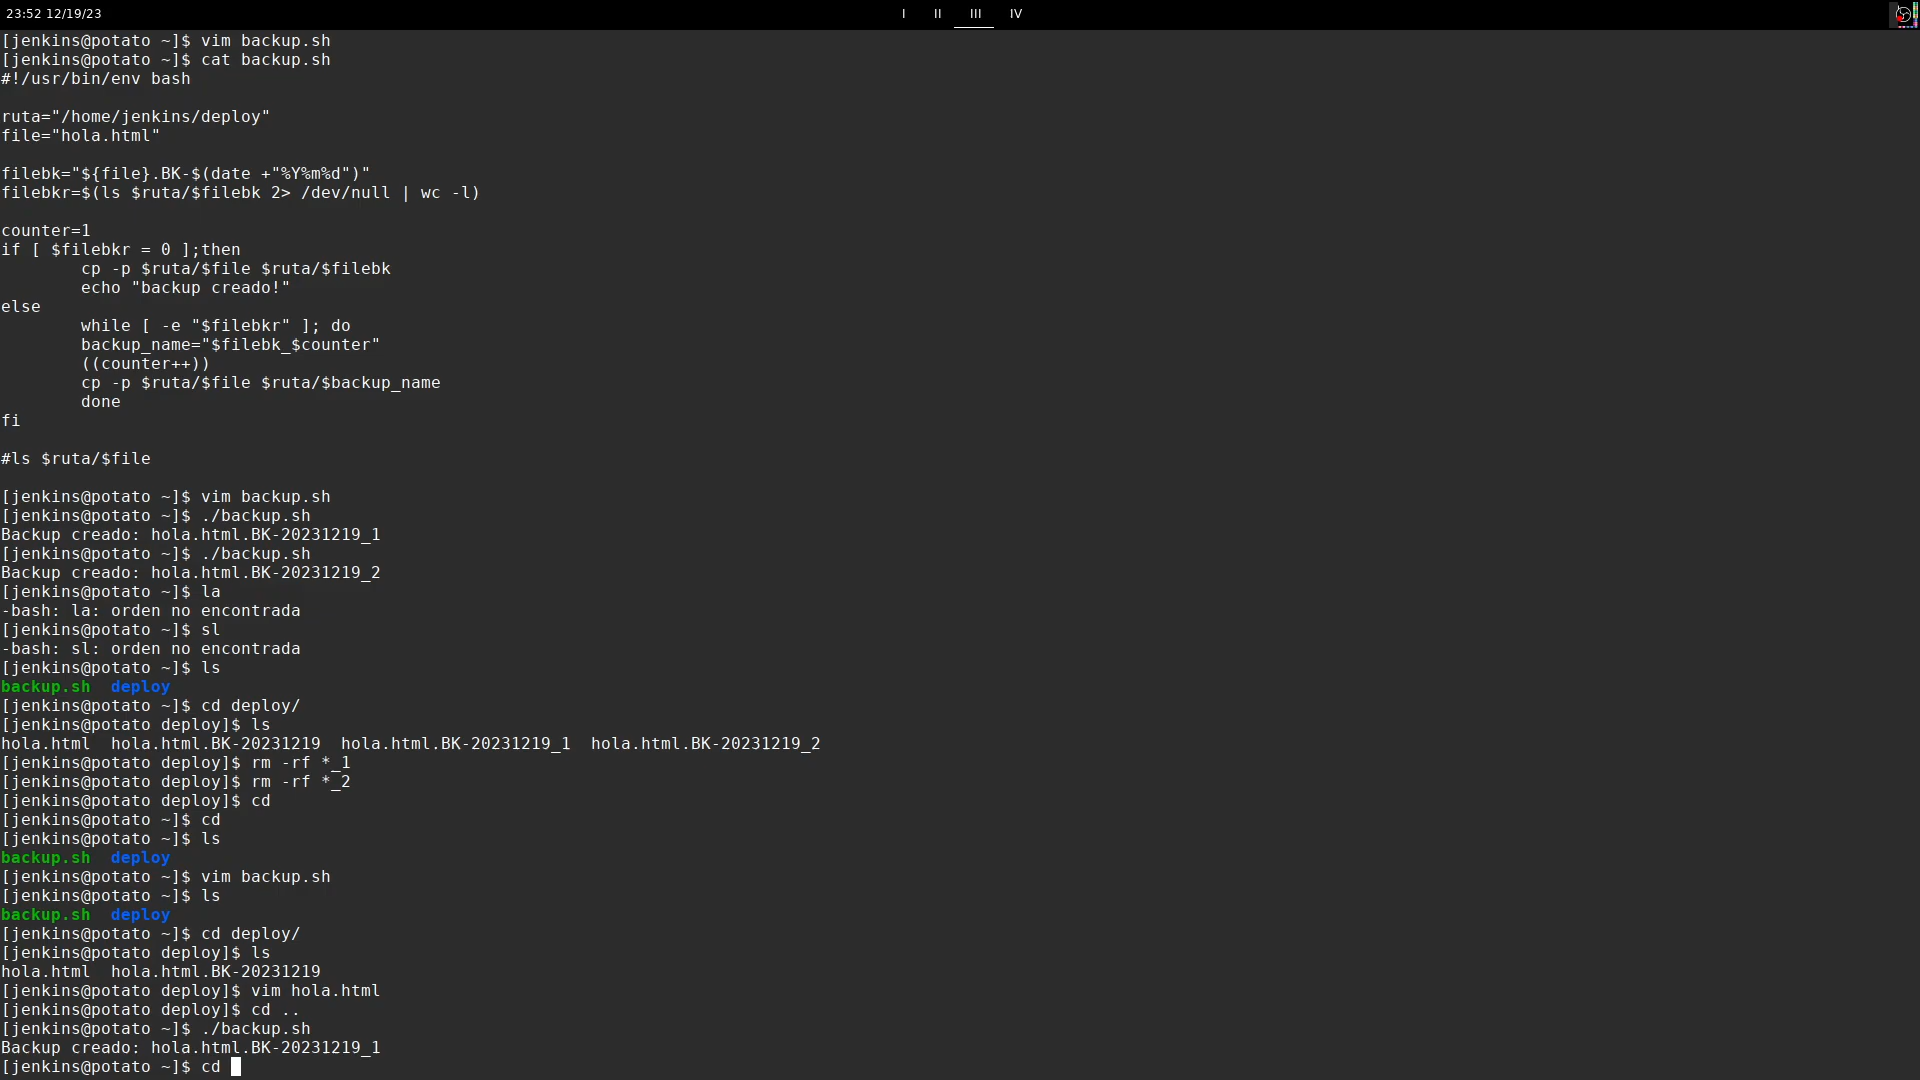 23:52 12/19/23
I II III IV
[jenkins@potato ~]$ vim backup.sh
[jenkins@potato ~]$ cat backup.sh
#!/usr/bin/env bash
ruta="/home/jenkins/deploy"
file="hola.html"
filebk="${file}.BK-$(date +"%Y%m%d")"
filebkr=$(ls $ruta/$filebk 2> /dev/null | wc -l)
counter=1
if [ $filebkr = 0 ];then
        cp -p $ruta/$file $ruta/$filebk
        echo "backup creado!"
else
        while [ -e "$filebkr" ]; do
        backup_name="$filebk_$counter"
        ((counter++))
        cp -p $ruta/$file $ruta/$backup_name
        done
fi
#ls $ruta/$file
[jenkins@potato ~]$ vim backup.sh
[jenkins@potato ~]$ ./backup.sh
Backup creado: hola.html.BK-20231219_1
[jenkins@potato ~]$ ./backup.sh
Backup creado: hola.html.BK-20231219_2
[jenkins@potato ~]$ la
-bash: la: orden no encontrada
[jenkins@potato ~]$ sl
-bash: sl: orden no encontrada
[jenkins@potato ~]$ ls
backup.sh  deploy
[jenkins@potato ~]$ cd deploy/
[jenkins@potato deploy]$ ls
hola.html  hola.html.BK-20231219  hola.html.BK-20231219_1  hola.html.BK-20231219_2
[jenkins@potato deploy]$ rm -rf *_1
[jenkins@potato deploy]$ rm -rf *_2
[jenkins@potato deploy]$ cd
[jenkins@potato ~]$ cd
[jenkins@potato ~]$ ls
backup.sh  deploy
[jenkins@potato ~]$ vim backup.sh
[jenkins@potato ~]$ ls
backup.sh  deploy
[jenkins@potato ~]$ cd deploy/
[jenkins@potato deploy]$ ls
hola.html  hola.html.BK-20231219
[jenkins@potato deploy]$ vim hola.html
[jenkins@potato deploy]$ cd ..
[jenkins@potato ~]$ ./backup.sh
Backup creado: hola.html.BK-20231219_1
[jenkins@potato ~]$ cd